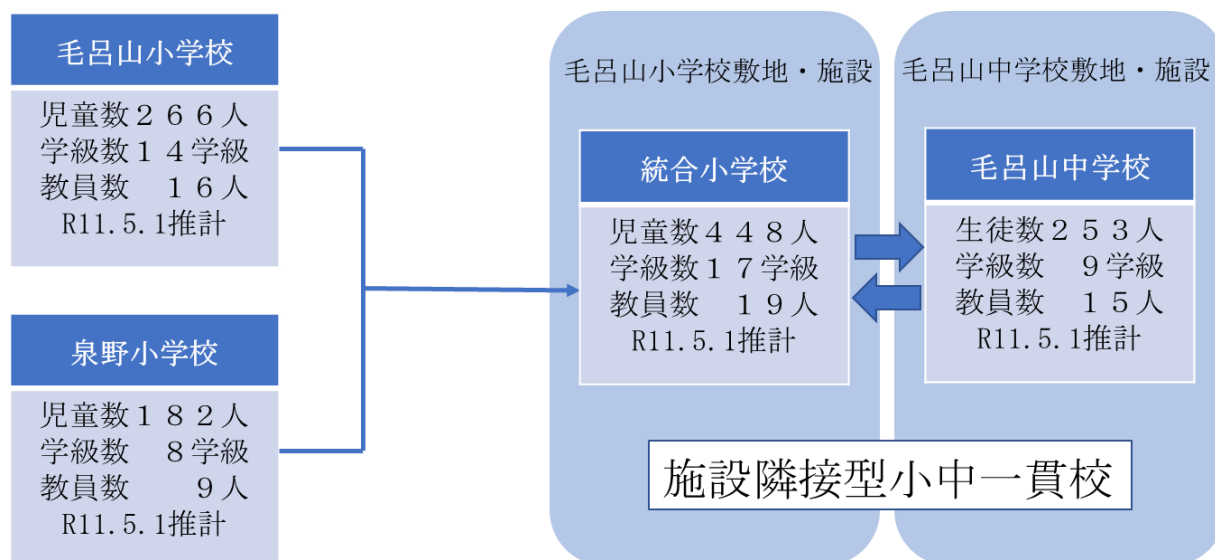 毛呂山小学校
児童数２６６人
学級数１４学級
教員数　１６人
R11.5.1推計
泉野小学校
児童数１８２人
学級数　８学級
教員数　　９人
R11.5.1推計
毛呂山小学校敷地・施設
統合小学校
児童数４４８人
学級数１７学級
教員数　１９人
R11.5.1推計
毛呂山中学校敷地・施設
毛呂山中学校
生徒数２５３人
学級数　９学級
教員数　１５人
R11.5.1推計
施設隣接型小中一貫校